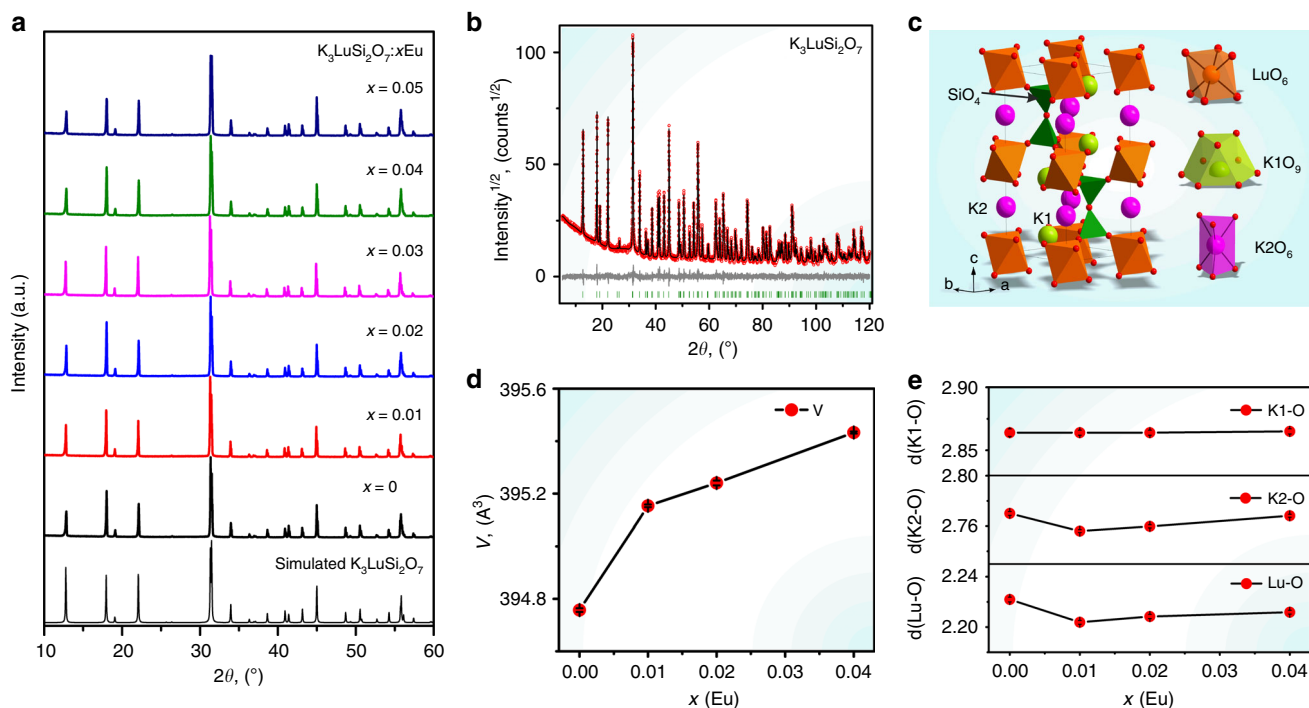 a
K₃LuSi₂O₇:xEu
x = 0.05
x = 0.04
x = 0.03
x = 0.02
x = 0.01
x = 0
Simulated K₃LuSi₂O₇
Intensity (a.u.)
10 20 30 40 50 60
2θ, (°)
b
K₃LuSi₂O₇
Intensity¹ᐟ², (counts¹ᐟ²)
100
50
0
20 40 60 80 100 120
2θ, (°)
c
SiO₄
K2
K1
c
b
a
LuO₆
K1O₉
K2O₆
d
V
V, (A³)
395.6
395.2
394.8
0.00 0.01 0.02 0.03 0.04
x (Eu)
e
2.90
K1-O
d(K1-O)
2.85
2.80
K2-O
d(K2-O)
2.76
2.24
Lu-O
d(Lu-O)
2.20
0.00 0.01 0.02 0.03 0.04
x (Eu)